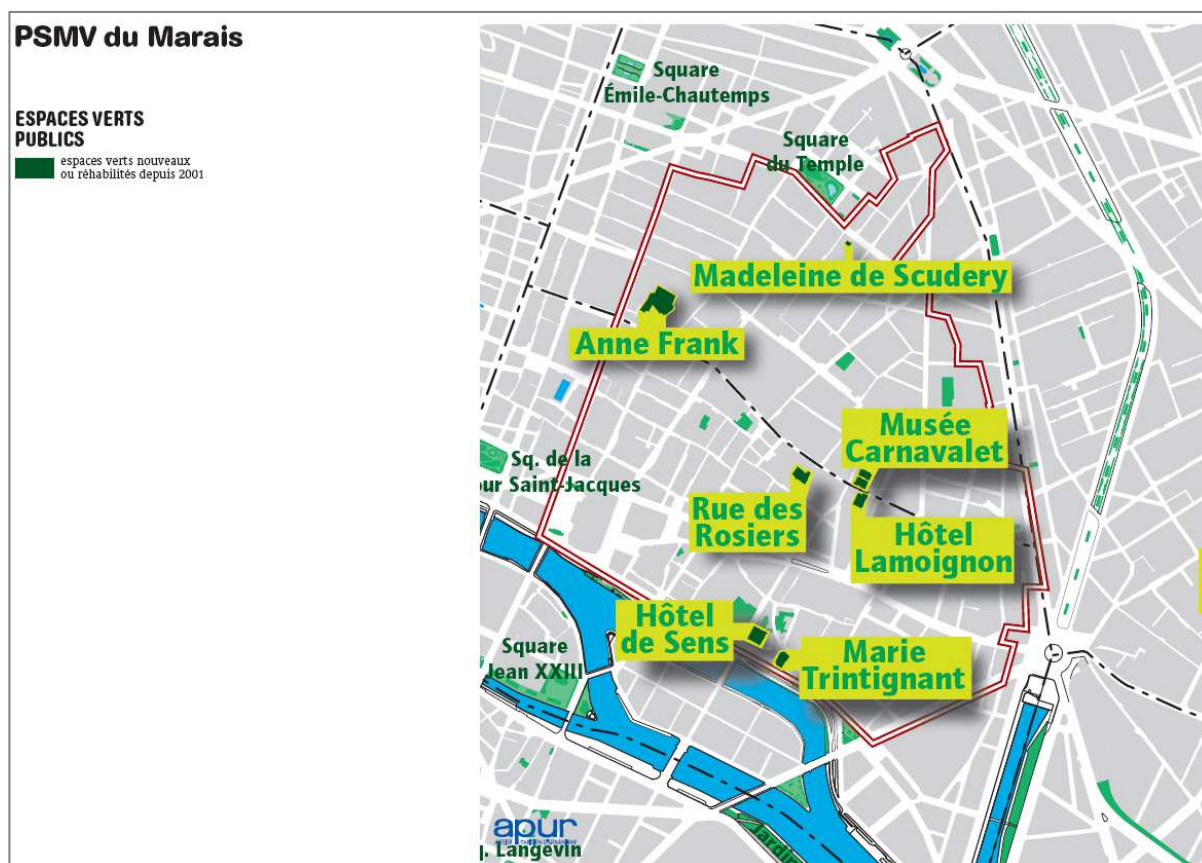 PSMV du Marais
ESPACES VERTS
PUBLICS
espaces verts nouveaux
ou réhabilités depuis 2001
Square
Émile-Chautemps
Square
du Temple
Madeleine de Scudery
Anne Frank
Musée
Carnavalet
Sq. de la
our Saint-Jacques
Rue des
Rosiers
Hôtel
Lamoignon
Hôtel
de Sens
Square
Jean XXIII
Marie
Trintignant
apur
. Langevin
Jardin